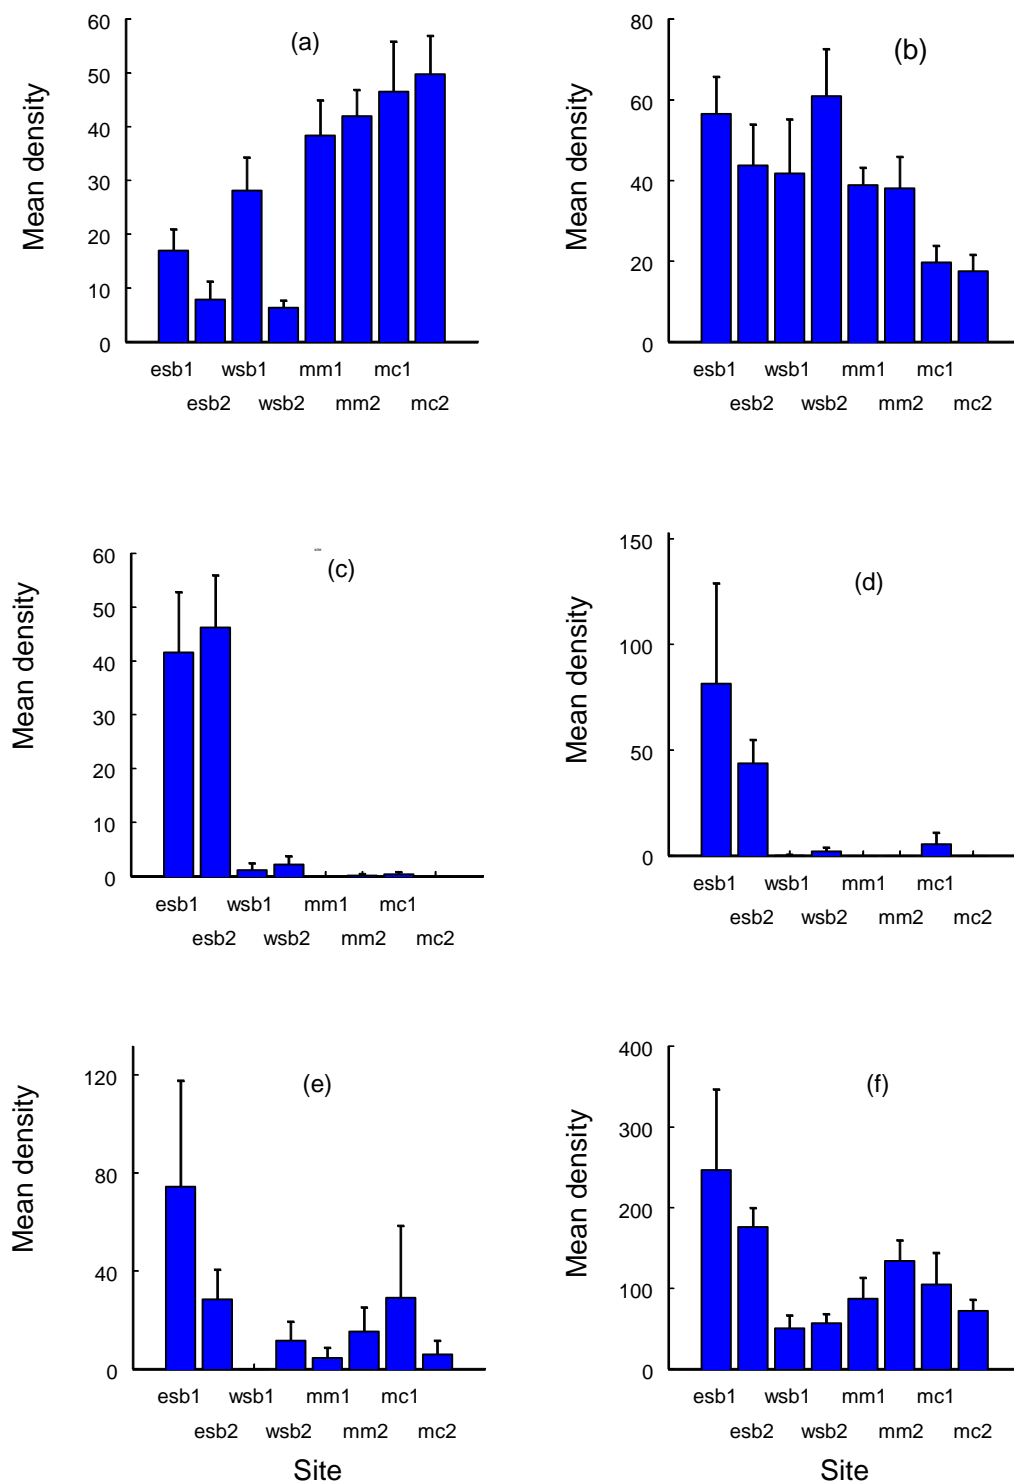 (a)
Mean density
60
50
40
30
20
10
0
esb1 wsb1 mm1 mc1
esb2 wsb2 mm2 mc2
(b)
Mean density
80
60
40
20
0
esb1 wsb1 mm1 mc1
esb2 wsb2 mm2 mc2
(c)
Mean density
60
50
40
30
20
10
0
esb1 wsb1 mm1 mc1
esb2 wsb2 mm2 mc2
(d)
Mean density
150
100
50
0
esb1 wsb1 mm1 mc1
esb2 wsb2 mm2 mc2
(e)
Mean density
120
80
40
0
esb1 wsb1 mm1 mc1
esb2 wsb2 mm2 mc2
Site
(f)
Mean density
400
300
200
100
0
esb1 wsb1 mm1 mc1
esb2 wsb2 mm2 mc2
Site